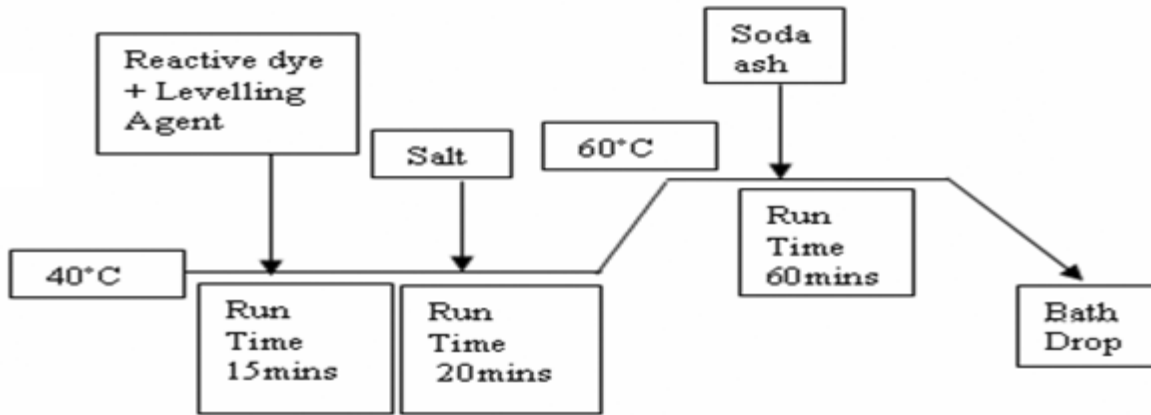 Reactive dye
+ Levelling
Agent
Salt
Soda
ash
60°C
40°C
Run
Time
15mins
Run
Time
20mins
Run
Time
60mins
Bath
Drop